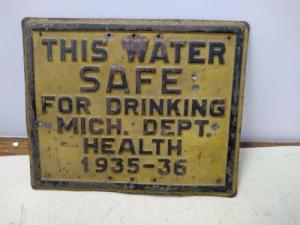 THIS WATER
SAFE
FOR DRINKING
MICH. DEPT.
HEALTH
1935-36